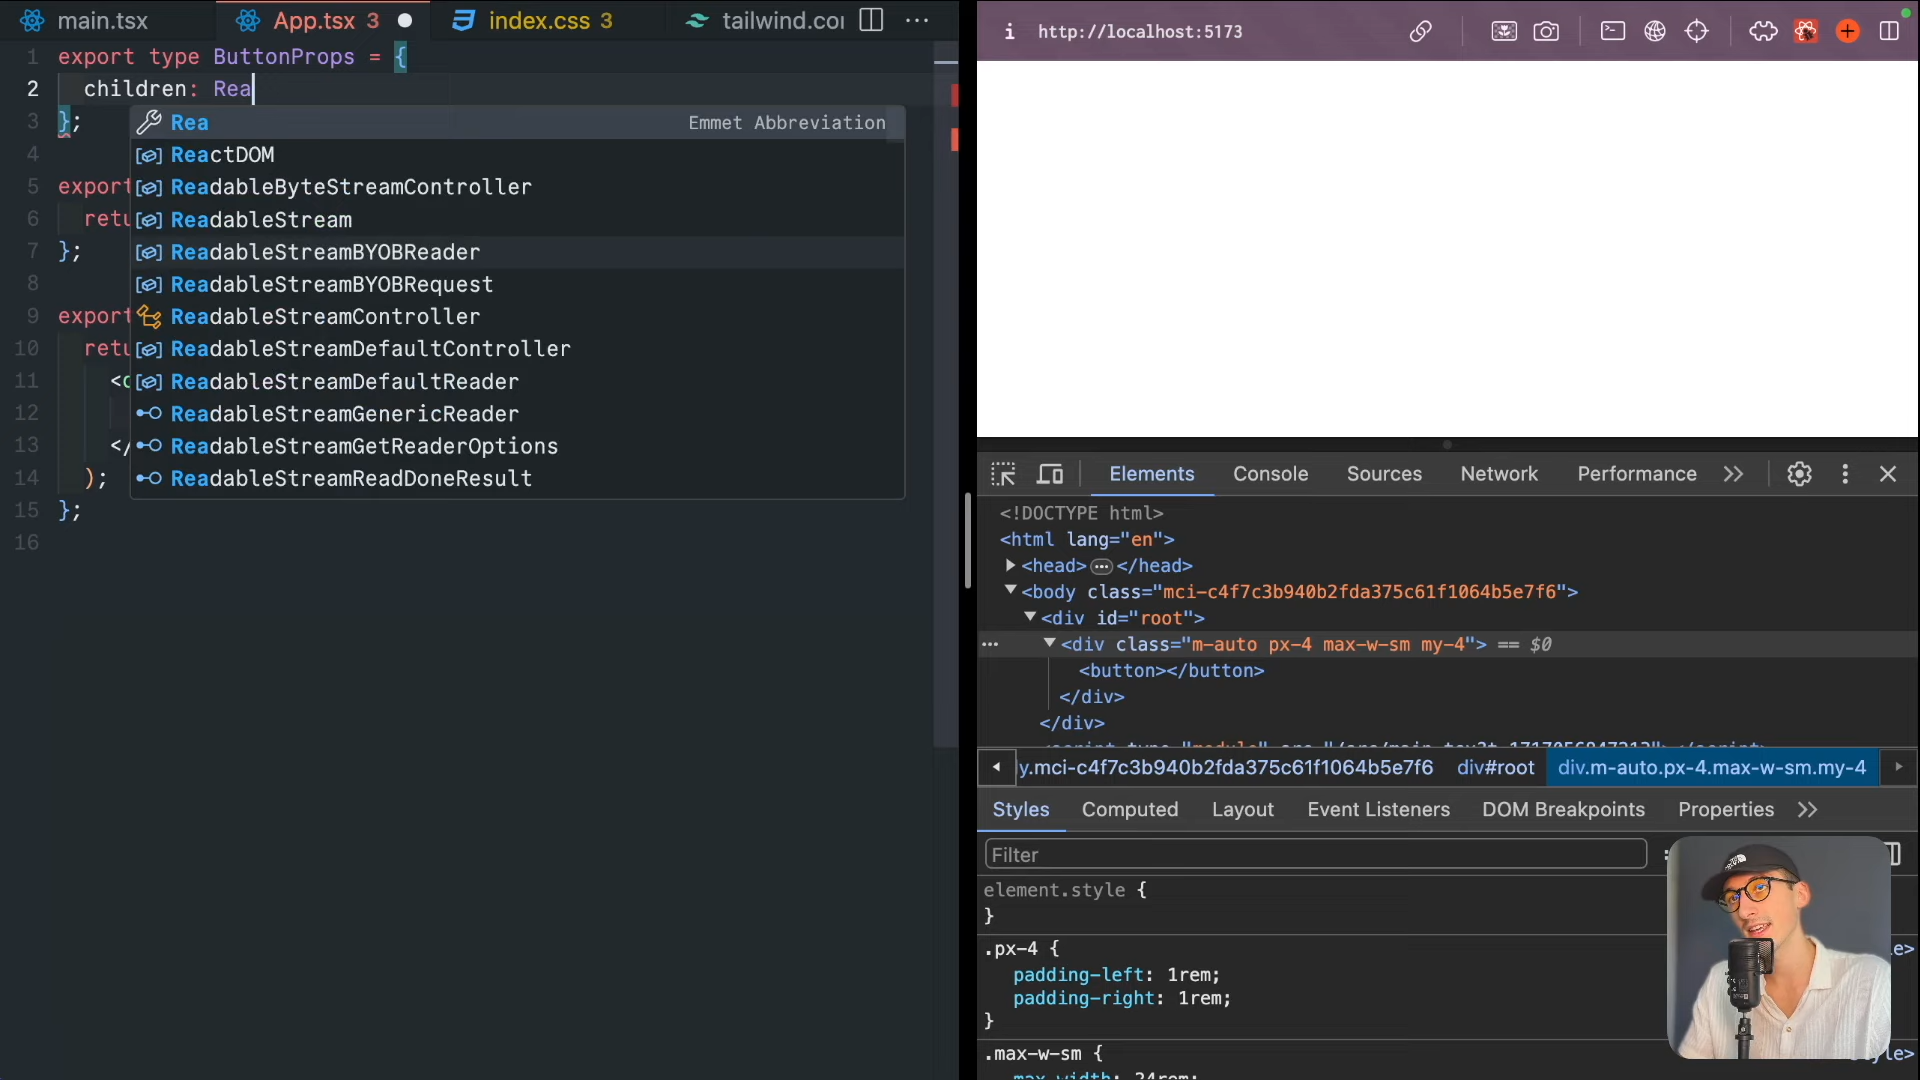 main.tsx App.tsx 3 index.css 3 tailwind.co
1 export type ButtonProps = {
2 children: Rea
3 };
Rea Emmet Abbreviation
4 ReactDOM
5 export ReadableByteStreamController
6 retu ReadableStream
7 }; ReadableStreamBYOBReader
8 ReadableStreamBYOBRequest
9 export ReadableStreamController
10 retu ReadableStreamDefaultController
11 <d ReadableStreamDefaultReader
12 ReadableStreamGenericReader
13 </ ReadableStreamGetReaderOptions
14 ); ReadableStreamReadDoneResult
15 };
16
http://localhost:5173
Elements Console Sources Network Performance
<!DOCTYPE html>
<html lang="en">
<head> </head>
<body class="mci-c4f7c3b940b2fda375c61f1064b5e7f6">
<div id="root">
<div class="m-auto px-4 max-w-sm my-4"> == $0
<button></button>
</div>
</div>
y.mci-c4f7c3b940b2fda375c61f1064b5e7f6 div#root div.m-auto.px-4.max-w-sm.my-4
Styles Computed Layout Event Listeners DOM Breakpoints Properties
Filter
element.style {
}
.px-4 {
padding-left: 1rem;
padding-right: 1rem;
}
.max-w-sm {
max-width: 24rem;